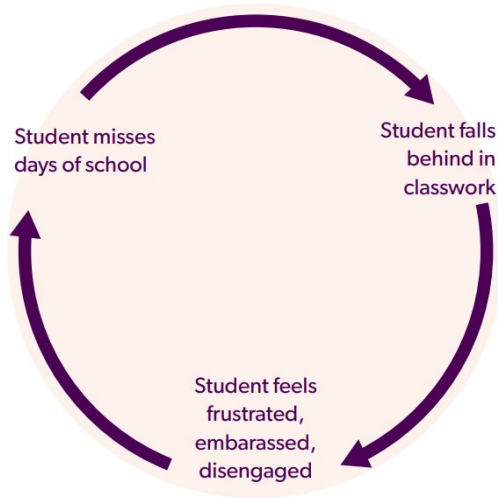 Student misses
days of school
Student falls
behind in
classwork
Student feels
frustrated,
embarassed,
disengaged